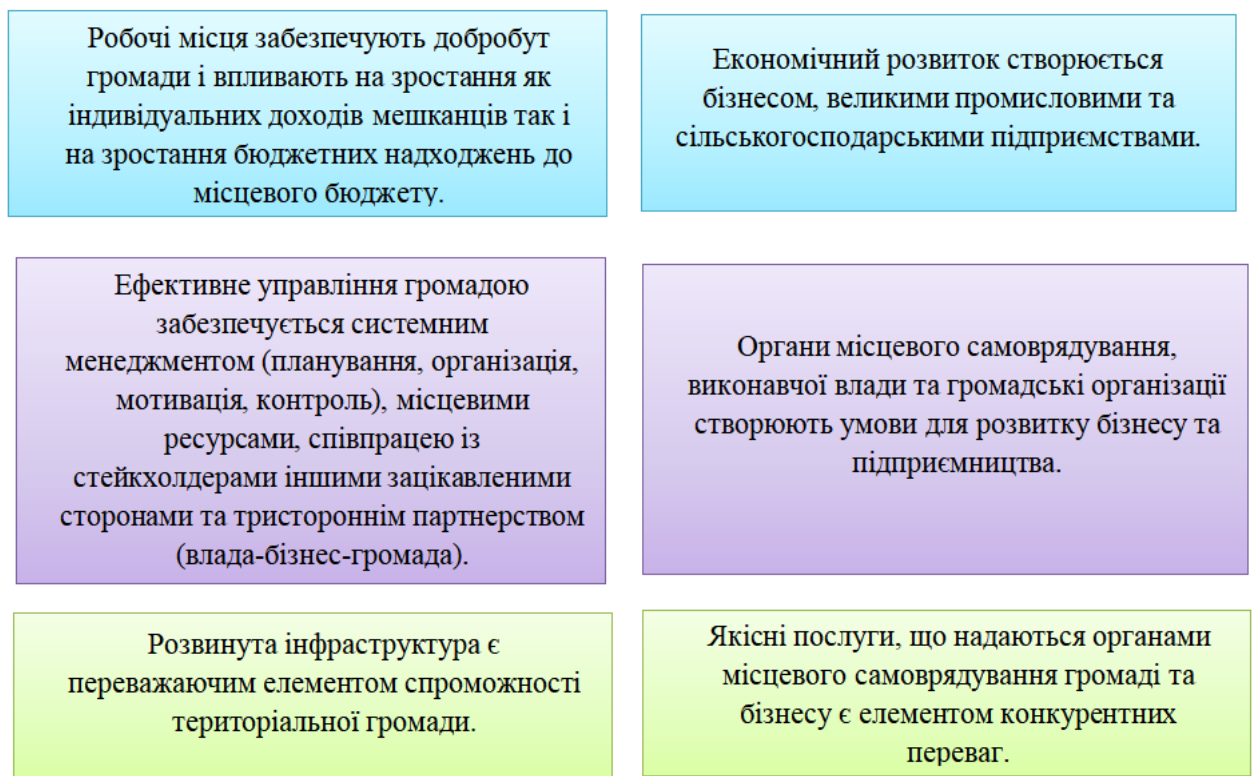 Робочі місця забезпечують добробут
громади і впливають на зростання як
індивідуальних доходів мешканців так і
на зростання бюджетних надходжень до
місцевого бюджету.
Економічний розвиток створюється
бізнесом, великими промисловими та
сільськогосподарськими підприємствами.
Ефективне управління громадою
забезпечується системним
менеджментом (планування, організація,
мотивація, контроль), місцевими
ресурсами, співпрацею із
стейкхолдерами іншими зацікавленими
сторонами та тристороннім партнерством
(влада-бізнес-громада).
Органи місцевого самоврядування,
виконавчої влади та громадські організації
створюють умови для розвитку бізнесу та
підприємництва.
Розвинута інфраструктура є
переважаючим елементом спроможності
територіальної громади.
Якісні послуги, що надаються органами
місцевого самоврядування громаді та
бізнесу є елементом конкурентних
переваг.